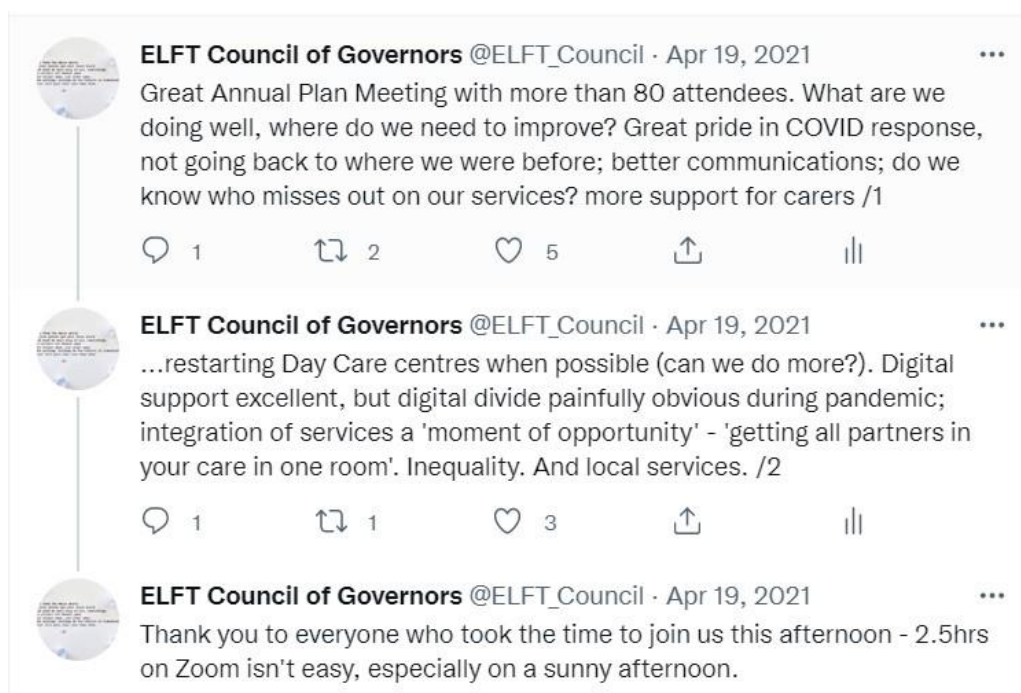 ELFT Council of Governors @ELFT_Council · Apr 19, 2021
Great Annual Plan Meeting with more than 80 attendees. What are we
doing well, where do we need to improve? Great pride in COVID response,
not going back to where we were before; better communications; do we
know who misses out on our services? more support for carers /1
1 2 5
ELFT Council of Governors @ELFT_Council · Apr 19, 2021
...restarting Day Care centres when possible (can we do more?). Digital
support excellent, but digital divide painfully obvious during pandemic;
integration of services a 'moment of opportunity' - 'getting all partners in
your care in one room'. Inequality. And local services. /2
1 1 3
ELFT Council of Governors @ELFT_Council · Apr 19, 2021
Thank you to everyone who took the time to join us this afternoon - 2.5hrs
on Zoom isn't easy, especially on a sunny afternoon.